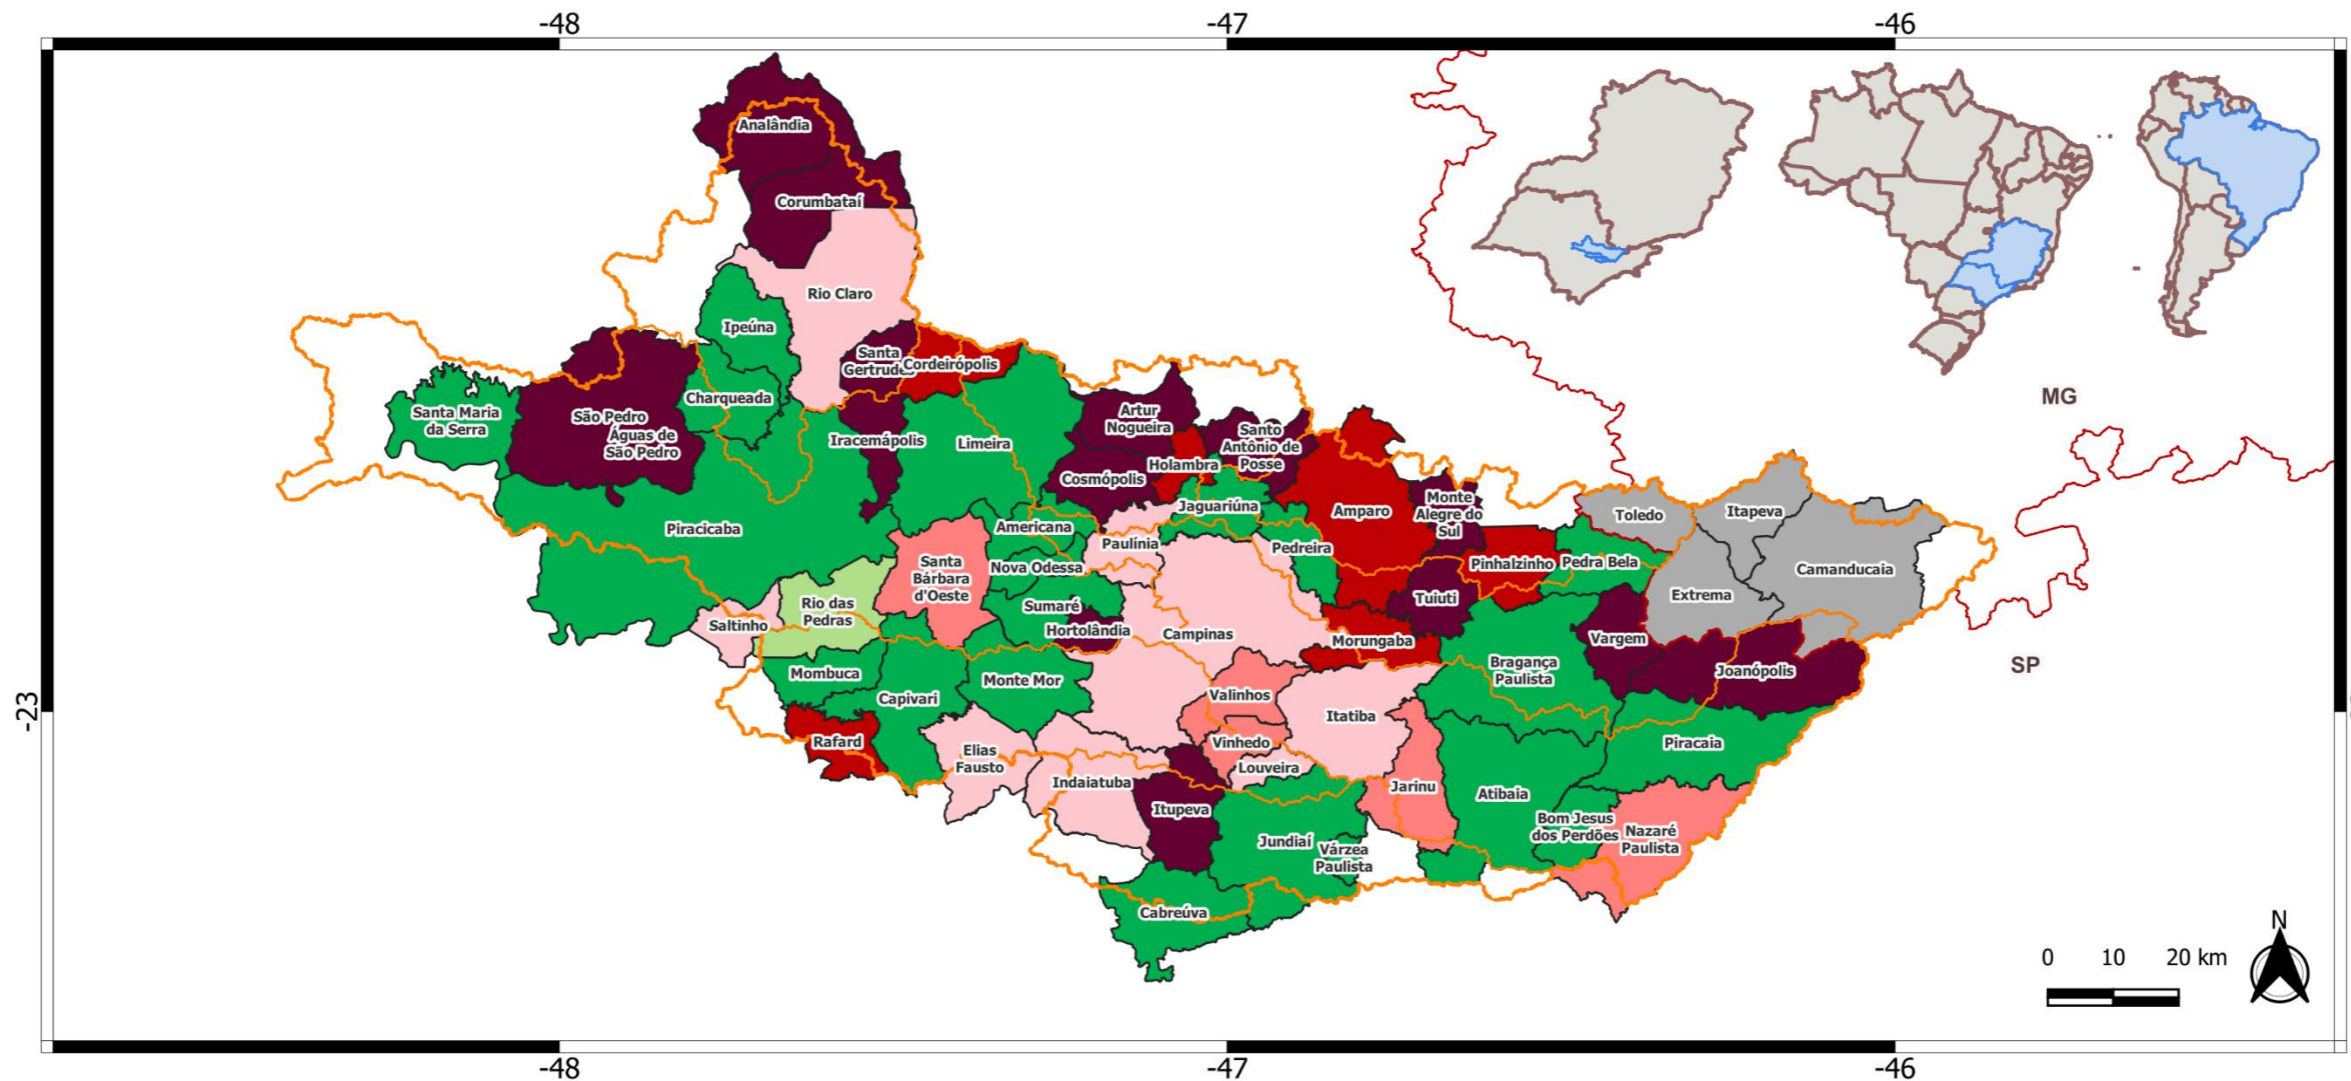 -48
-47
-46
Analândia
Corumbataí
Rio Claro
Ipeúna
Santa
Gertrudes
Cordeirópolis
Charqueada
Santa Maria
da Serra
São Pedro
Águas de
São Pedro
Iracemápolis
Limeira
Artur
Nogueira
Santo
Antônio de
Posse
Holambra
Cosmópolis
MG
Piracicaba
Americana
Jaguariúna
Amparo
Monte
Alegre do
Sul
Toledo
Itapeva
Paulínia
Pedreira
Pinhalzinho
Pedra Bela
Camanducaia
Santa
Bárbara
d'Oeste
Nova Odessa
Extrema
Rio das
Pedras
Sumaré
Tuiuti
Saltinho
Hortolândia
Campinas
Morungaba
Vargem
Bragança
Paulista
Joanópolis
SP
Mombuca
Capivari
Monte Mor
Valinhos
-23
Itatiba
Rafard
Elias
Fausto
Vinhedo
Piracaia
Indaiatuba
Louveira
Jarinu
Atibaia
Itupeva
Bom Jesus
dos Perdões
Nazaré
Paulista
Jundiaí
Várzea
Paulista
Cabreúva
N
0 10 20 km
-48
-47
-46